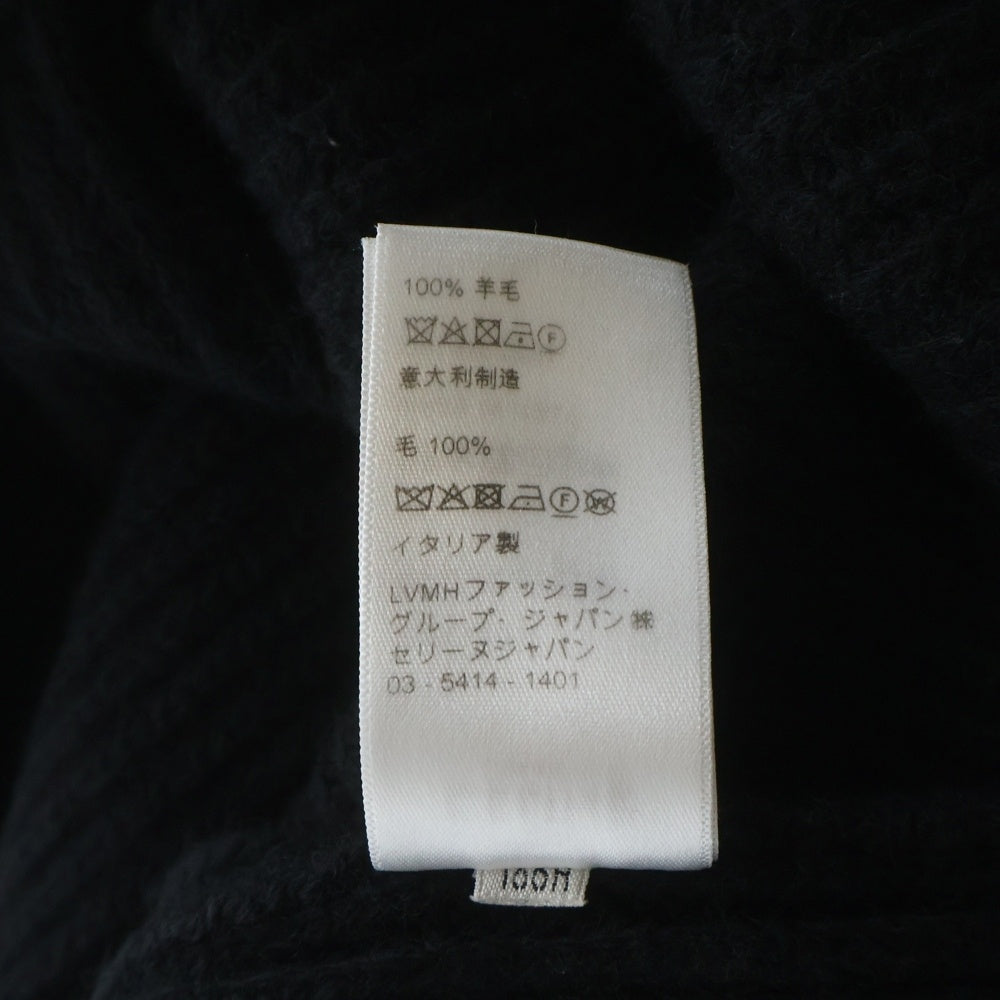 100% 羊毛
F
意大利制造
毛 100%
F W
イタリア製
LVMHファッション・
グループ・ジャパン㈱
セリーヌジャパン
03 - 5414 - 1401